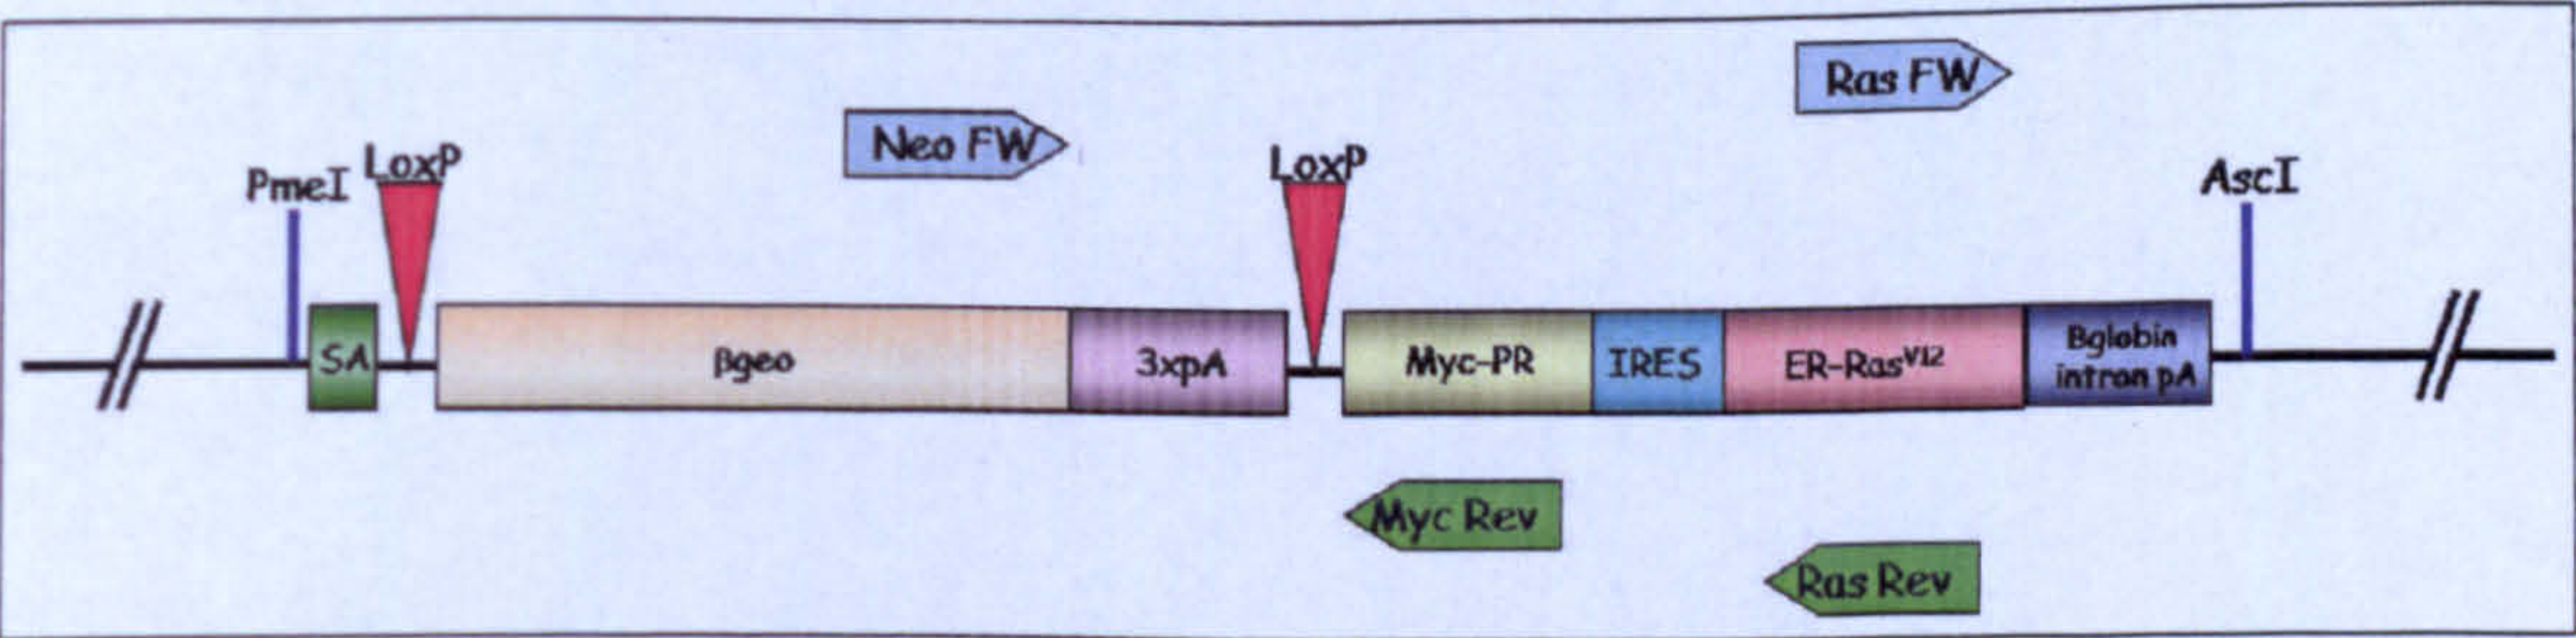 Ras FW
Neo FW
PmeI
LoxP
LoxP
AscI
SA
βgeo
3xpA
Myc-PR
IRES
ER-Rasⱽ¹²
Bglobin
intron pA
Myc Rev
Ras Rev